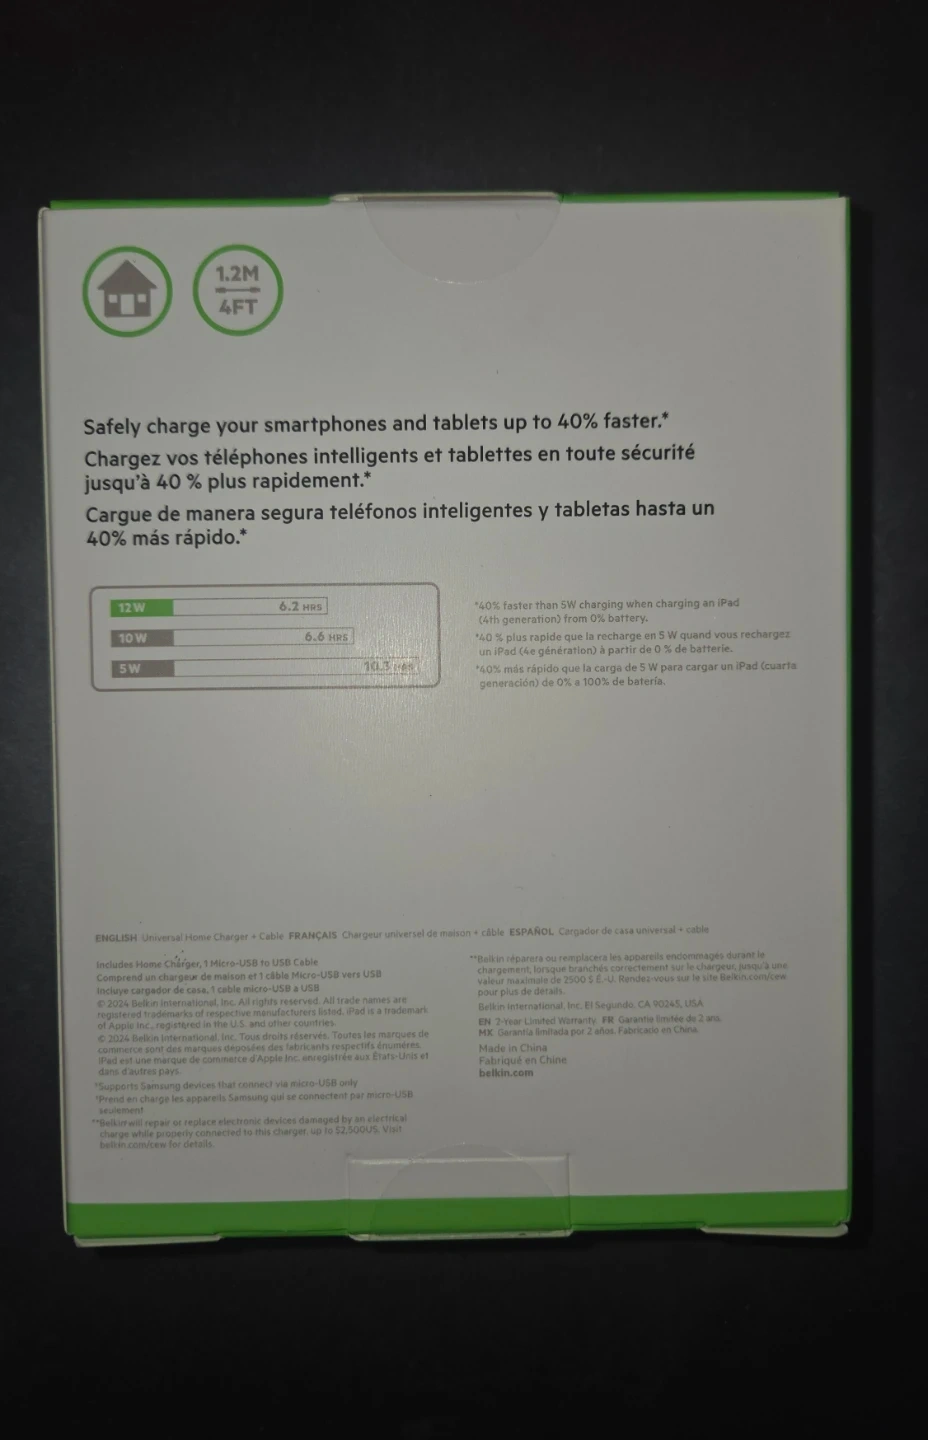 1.2M
4FT
Safely charge your smartphones and tablets up to 40% faster.*
Chargez vos téléphones intelligents et tablettes en toute sécurité
jusqu'à 40 % plus rapidement.*
Cargue de manera segura teléfonos inteligentes y tabletas hasta un
40% más rápido.*
12W 6.2 HRS
10W 6.6 HRS
5W 10.3 HRS
*40% faster than 5W charging when charging an iPad
(4th generation) from 0% battery.
*40 % plus rapide que la recharge en 5 W quand vous rechargez
un iPad (4e génération) à partir de 0 % de batterie.
*40% más rápido que la carga de 5 W para cargar un iPad (cuarta
generación) de 0% a 100% de batería.
ENGLISH Universal Home Charger + Cable FRANÇAIS Chargeur universel de maison + câble ESPAÑOL Cargador de casa universal + cable
Includes Home Charger, 1 Micro-USB to USB Cable
Comprend un chargeur de maison et 1 câble Micro-USB vers USB
Incluye cargador de casa, 1 cable micro-USB a USB
© 2024 Belkin International, Inc. All rights reserved. All trade names are
registered trademarks of respective manufacturers listed. iPad is a trademark
of Apple Inc., registered in the U.S. and other countries.
© 2024 Belkin International, Inc. Tous droits réservés. Toutes les marques de
commerce sont des marques déposées des fabricants respectifs énumérés.
iPad est une marque de commerce d'Apple Inc. enregistrée aux États-Unis et
dans d'autres pays.
*Supports Samsung devices that connect via micro-USB only
*Prend en charge les appareils Samsung qui se connectent par micro-USB
seulement
**Belkin will repair or replace electronic devices damaged by an electrical
charge while properly connected to this charger, up to $2,500US. Visit
belkin.com/cew for details.
**Belkin réparera ou remplacera les appareils endommagés durant le
chargement, lorsque branchés correctement sur le chargeur, jusqu'à une
valeur maximale de 2500 $ É.-U. Rendez-vous sur le site Belkin.com/cew
pour plus de détails.
Belkin International, Inc. El Segundo, CA 90245, USA
EN 2-Year Limited Warranty. FR Garantie limitée de 2 ans.
MX Garantía limitada por 2 años. Fabricado en China.
Made in China
Fabriqué en Chine
belkin.com